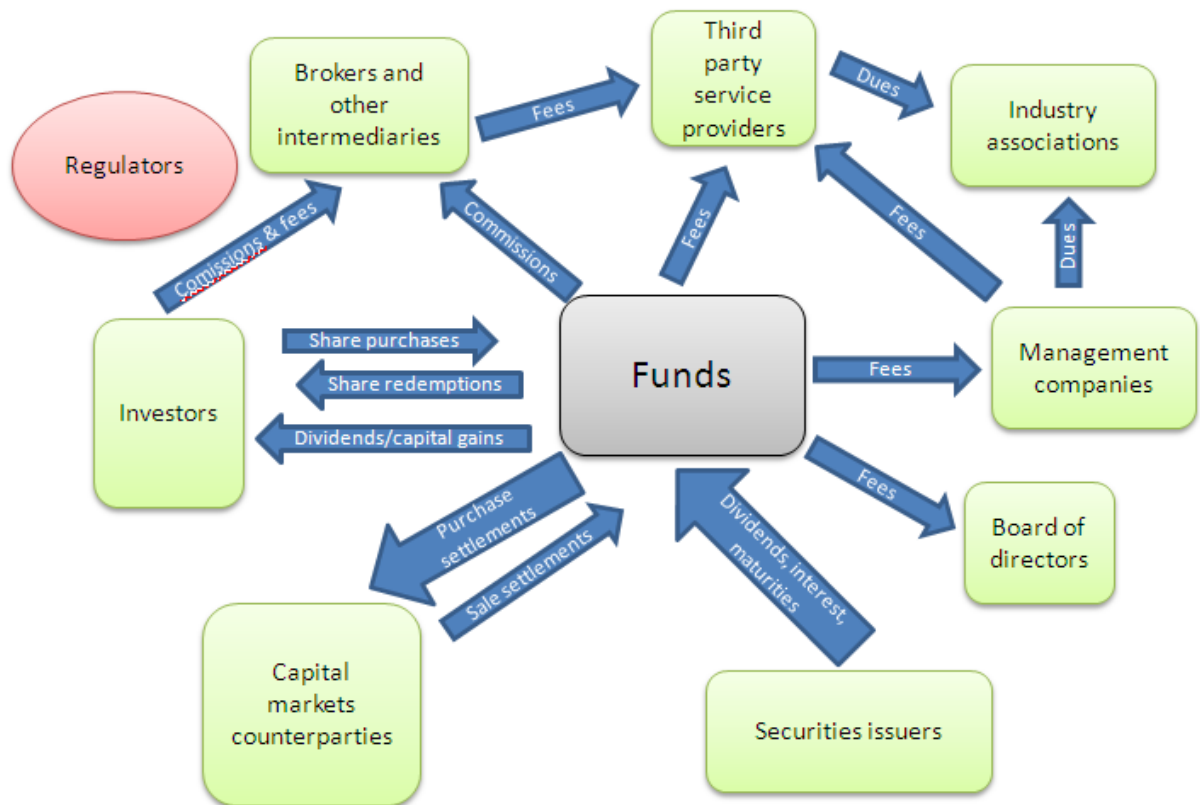 Third
party
service
providers
Brokers and
other
intermediaries
Dues
Fees
Industry
associations
Regulators
Comissions & fees
Commissions
Fees
Fees
Dues
Share purchases
Share redemptions
Dividends/capital gains
Investors
Funds
Fees
Management
companies
Fees
Purchase
settlements
Sale settlements
Dividends, interest,
maturities
Board of
directors
Capital
markets
counterparties
Securities issuers